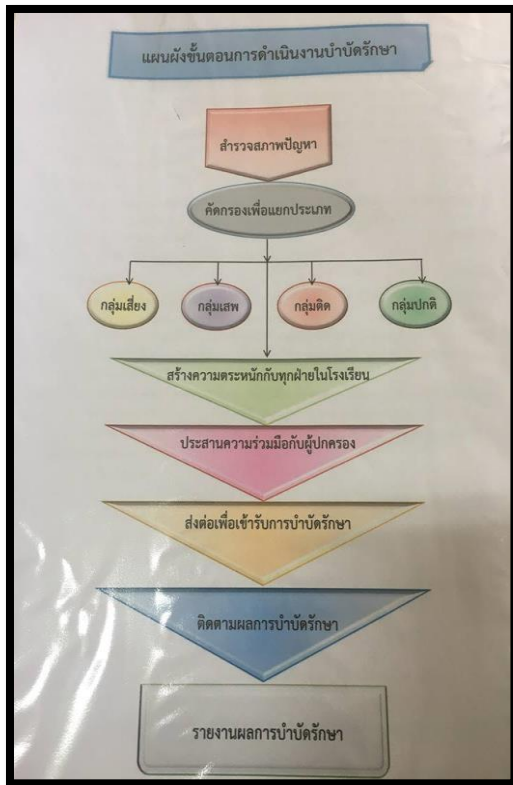 แผนผังขั้นตอนการดำเนินงานบำบัดรักษา
สำรวจสภาพปัญหา
คัดกรองเพื่อแยกประเภท
กลุ่มเสี่ยง
กลุ่มเสพ
กลุ่มติด
กลุ่มปกติ
สร้างความตระหนักกับทุกฝ่ายในโรงเรียน
ประสานความร่วมมือกับผู้ปกครอง
ส่งต่อเพื่อเข้ารับการบำบัดรักษา
ติดตามผลการบำบัดรักษา
รายงานผลการบำบัดรักษา